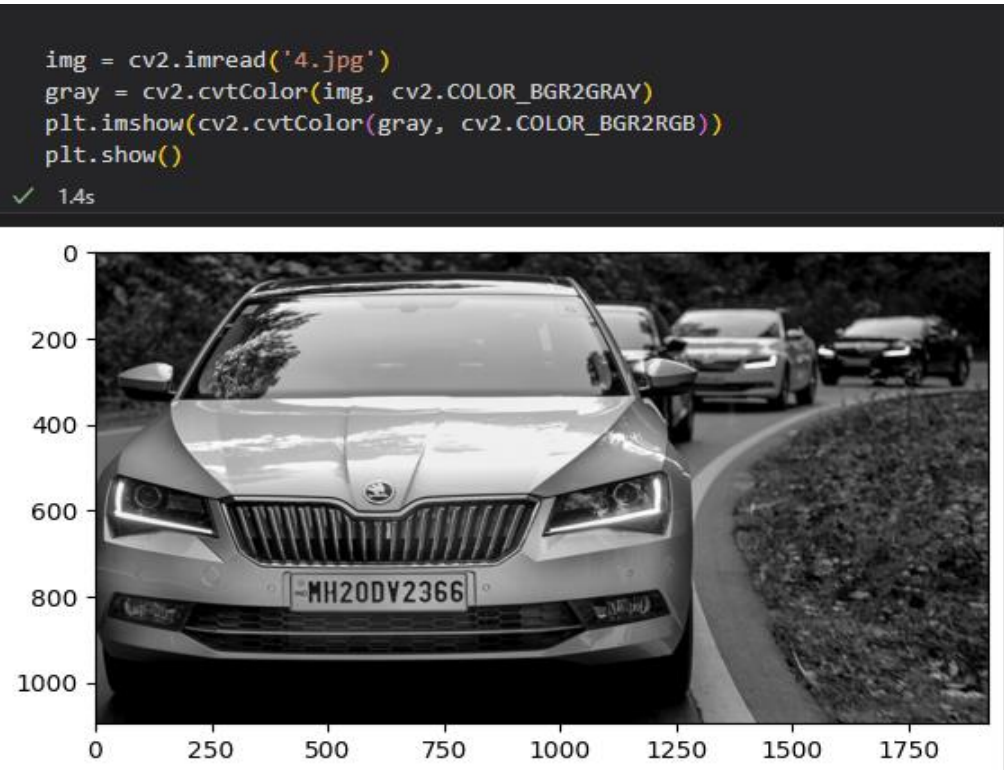 img = cv2.imread('4.jpg')
gray = cv2.cvtColor(img, cv2.COLOR_BGR2GRAY)
plt.imshow(cv2.cvtColor(gray, cv2.COLOR_BGR2RGB))
plt.show()
✓ 1.4s
0
200
400
600
800
1000
MH20DV2366
0 250 500 750 1000 1250 1500 1750